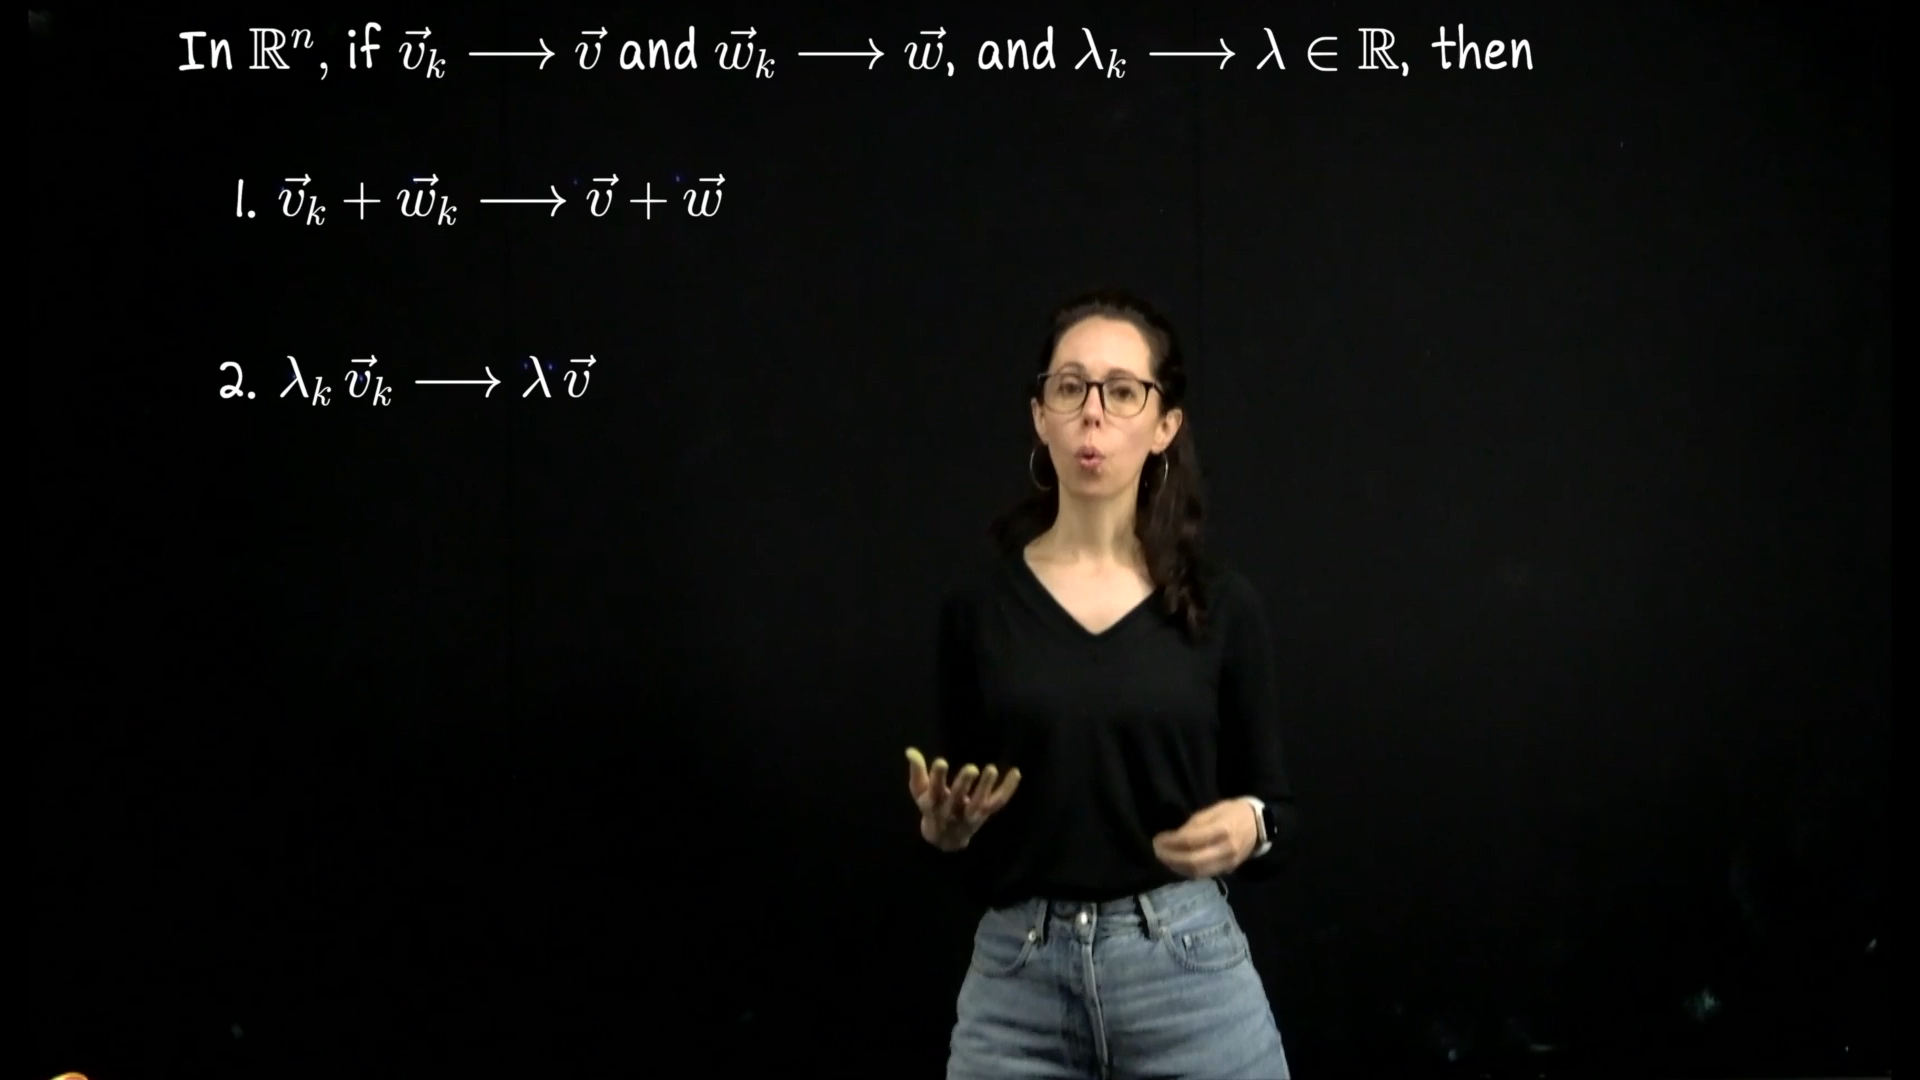 In ℝⁿ, if v⃗ₖ ⟶ v⃗ and w⃗ₖ ⟶ w⃗, and λₖ ⟶ λ ∈ ℝ, then
1. v⃗ₖ + w⃗ₖ ⟶ v⃗ + w⃗
2. λₖ v⃗ₖ ⟶ λ v⃗